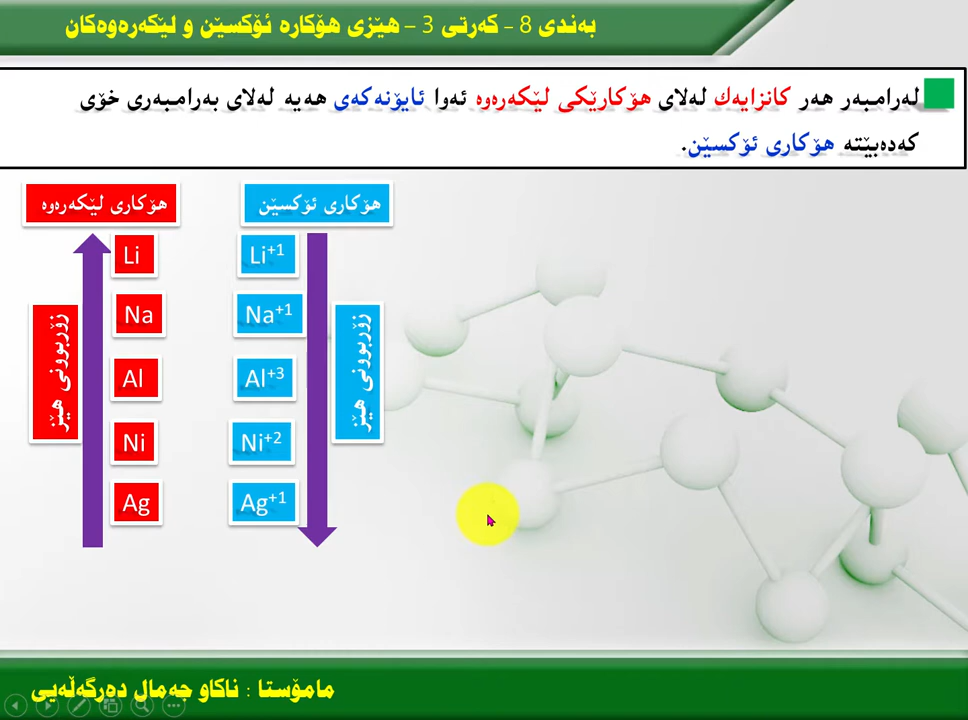 بەندی 8 - کەرتی 3 - هێزی هۆکارە ئۆکسێن و لێکەرەوەکان
لەرامبەر هەر کانزایەك لەلای هۆکارێکی لێکەرەوە ئەوا ئایۆنەکەی هەیە لەلای بەرامبەری خۆی
کەدەبێتە هۆکاری ئۆکسێن.
هۆکاری ئۆکسێن
هۆکاری لێکەرەوە
Li
Li+1
Na
Na+1
زۆربوونی هێز
زۆربوونی هێز
Al
Al+3
Ni
Ni+2
Ag
Ag+1
مامۆستا : ناکاو جەمال دەرگەڵەیی